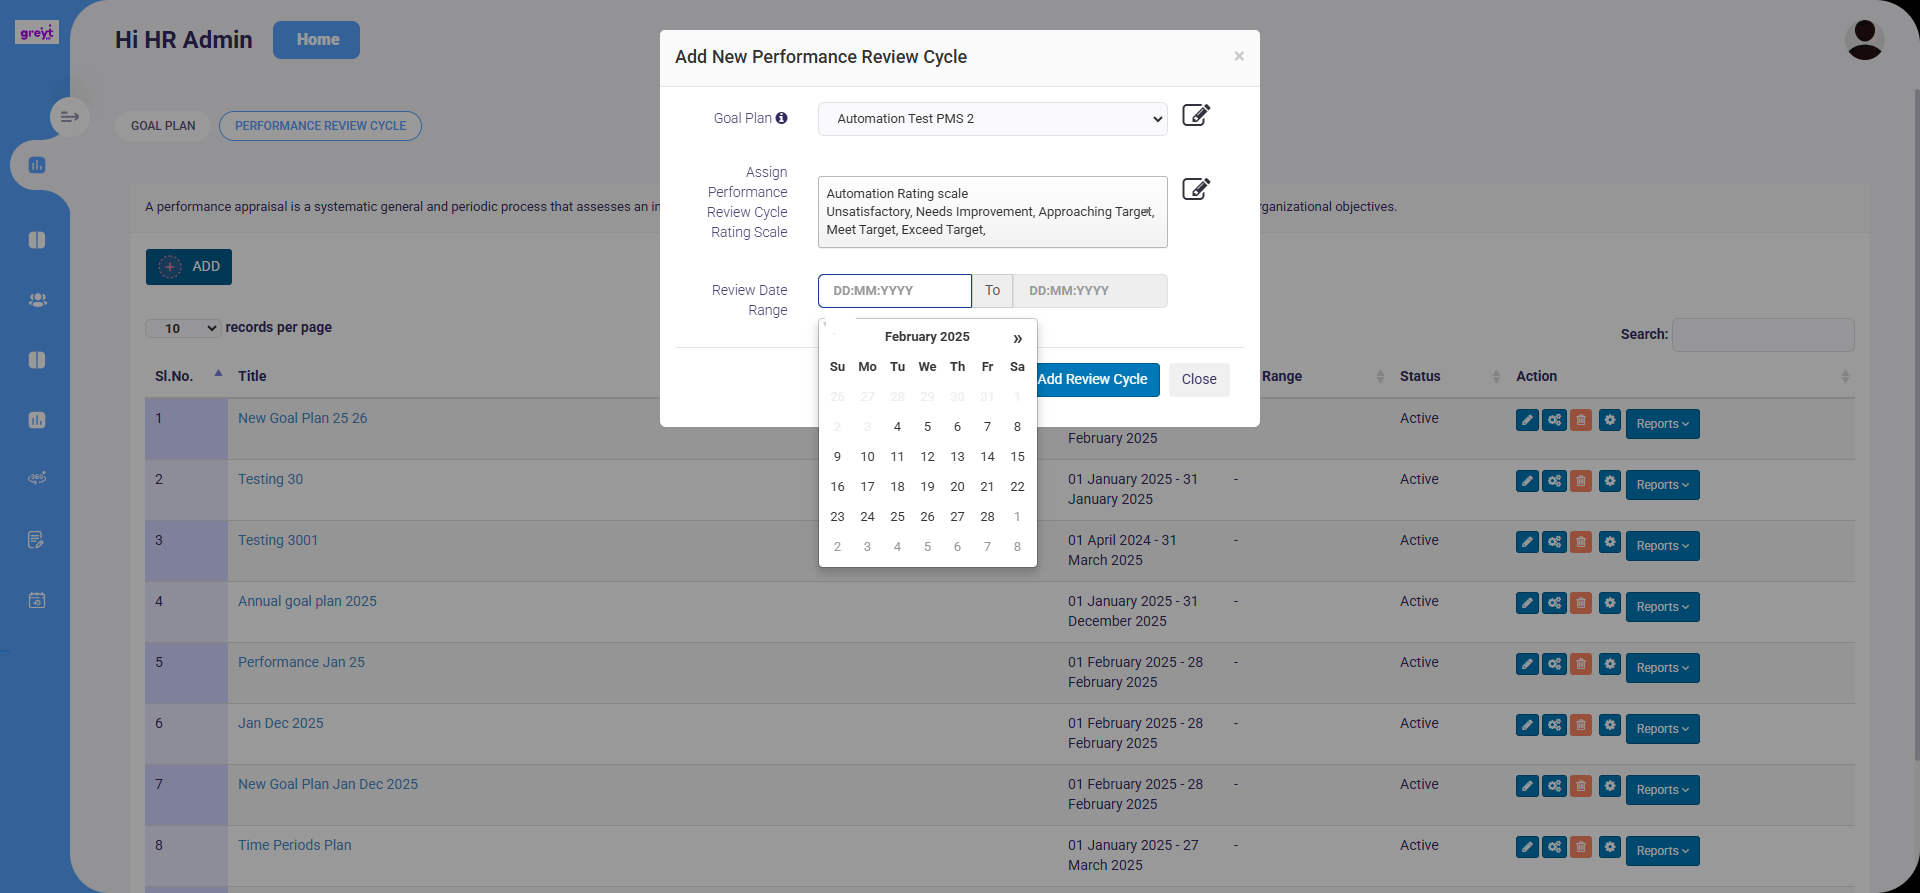 greyt
Hi HR Admin
Home
GOAL PLAN
PERFORMANCE REVIEW CYCLE
A performance appraisal is a systematic general and periodic process that assesses an in
rganizational objectives.
ADD
10 records per page
Search:
Sl.No. Title Range Status Action
1 New Goal Plan 25 26 February 2025 Active Reports
2 Testing 30 01 January 2025 - 31 - Active Reports
January 2025
3 Testing 3001 01 April 2024 - 31 - Active Reports
March 2025
4 Annual goal plan 2025 01 January 2025 - 31 - Active Reports
December 2025
5 Performance Jan 25 01 February 2025 - 28 - Active Reports
February 2025
6 Jan Dec 2025 01 February 2025 - 28 - Active Reports
February 2025
7 New Goal Plan Jan Dec 2025 01 February 2025 - 28 - Active Reports
February 2025
8 Time Periods Plan 01 January 2025 - 27 - Active Reports
March 2025
Add New Performance Review Cycle ×
Goal Plan Automation Test PMS 2
Assign
Performance
Review Cycle
Rating Scale
Automation Rating scale
Unsatisfactory, Needs Improvement, Approaching Target,
Meet Target, Exceed Target,
Review Date
Range
DD:MM:YYYY To DD:MM:YYYY
February 2025 »
Su Mo Tu We Th Fr Sa
26 27 28 29 30 31 1
2 3 4 5 6 7 8
9 10 11 12 13 14 15
16 17 18 19 20 21 22
23 24 25 26 27 28 1
2 3 4 5 6 7 8
Add Review Cycle
Close